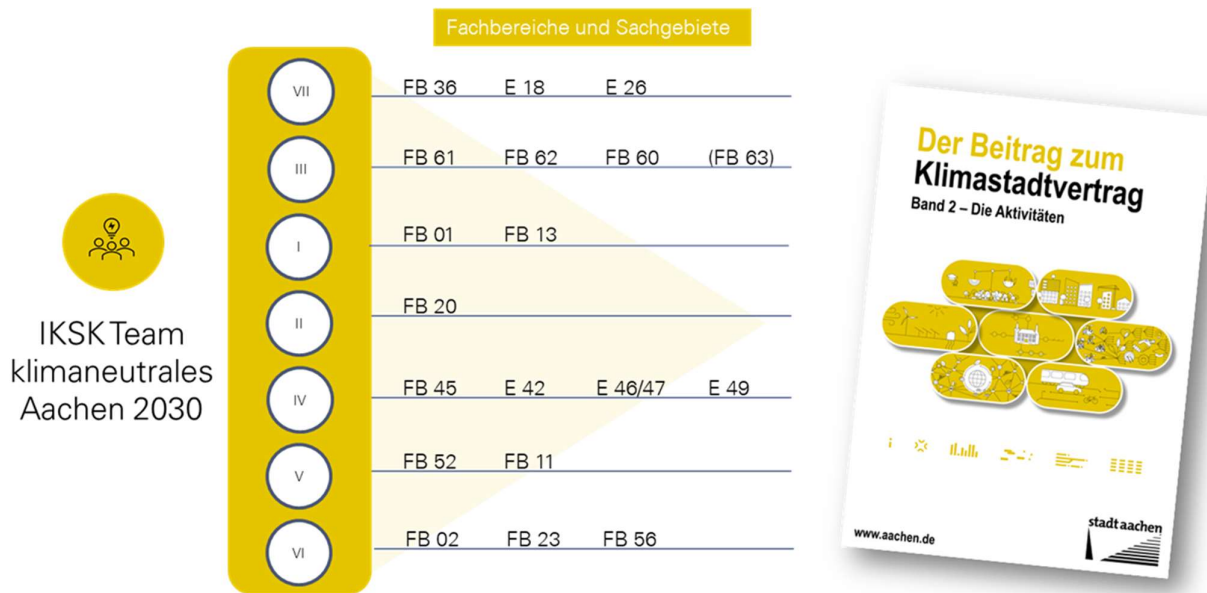 Fachbereiche und Sachgebiete
VII FB 36 E 18 E 26
III FB 61 FB 62 FB 60 (FB 63)
I FB 01 FB 13
II FB 20
IV FB 45 E 42 E 46/47 E 49
V FB 52 FB 11
VI FB 02 FB 23 FB 56
IKSK Team
klimaneutrales
Aachen 2030
Der Beitrag zum
Klimastadtvertrag
Band 2 – Die Aktivitäten
www.aachen.de
stadt aachen